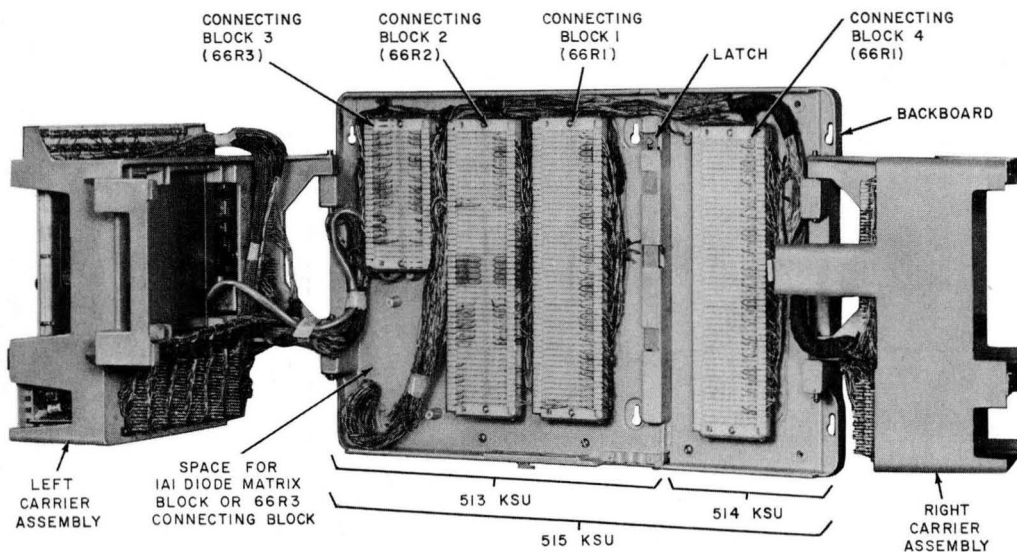 CONNECTING
BLOCK 3
(66R3)
CONNECTING
BLOCK 2
(66R2)
CONNECTING
BLOCK 1
(66R1)
LATCH
CONNECTING
BLOCK 4
(66R1)
BACKBOARD
LEFT
CARRIER
ASSEMBLY
SPACE FOR
1A1 DIODE MATRIX
BLOCK OR 66R3
CONNECTING BLOCK
513 KSU
514 KSU
515 KSU
RIGHT
CARRIER
ASSEMBLY